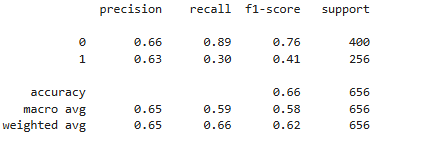 precision recall f1-score support
0 0.66 0.89 0.76 400
1 0.63 0.30 0.41 256
accuracy 0.66 656
macro avg 0.65 0.59 0.58 656
weighted avg 0.65 0.66 0.62 656